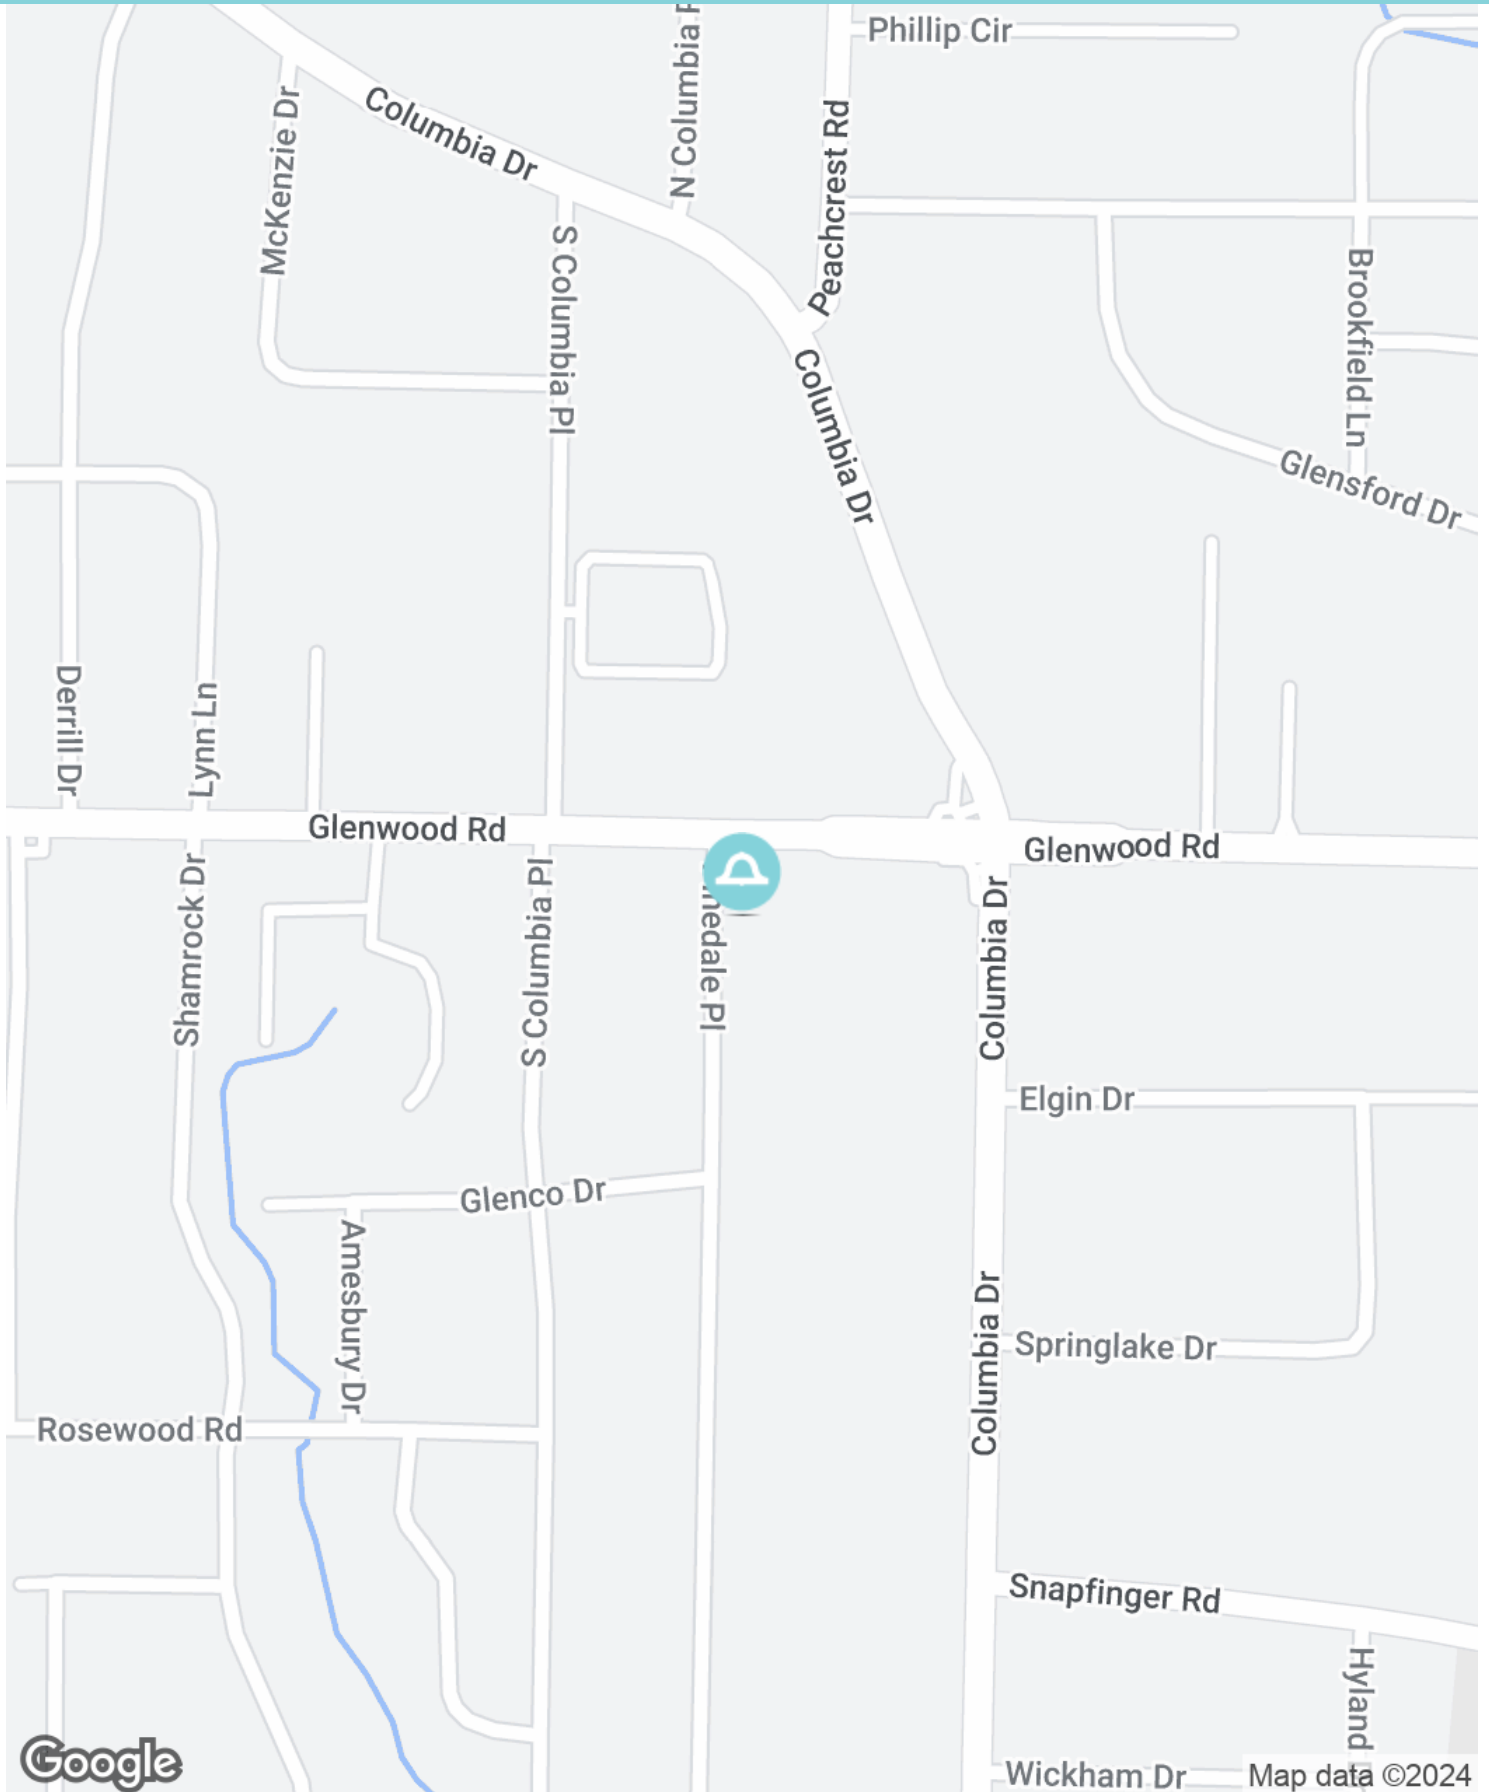 Phillip Cir
N Columbia
McKenzie Dr
Columbia Dr
Peachcrest Rd
S Columbia Pl
Brookfield Ln
Columbia Dr
Glensford Dr
Derrill Dr
Lynn Ln
Glenwood Rd
Glenwood Rd
Shamrock Dr
S Columbia Pl
nedale Pl
Columbia Dr
Elgin Dr
Glenco Dr
Amesbury Dr
Columbia Dr
Springlake Dr
Rosewood Rd
Snapfinger Rd
Hyland
Google
Wickham Dr
Map data ©2024